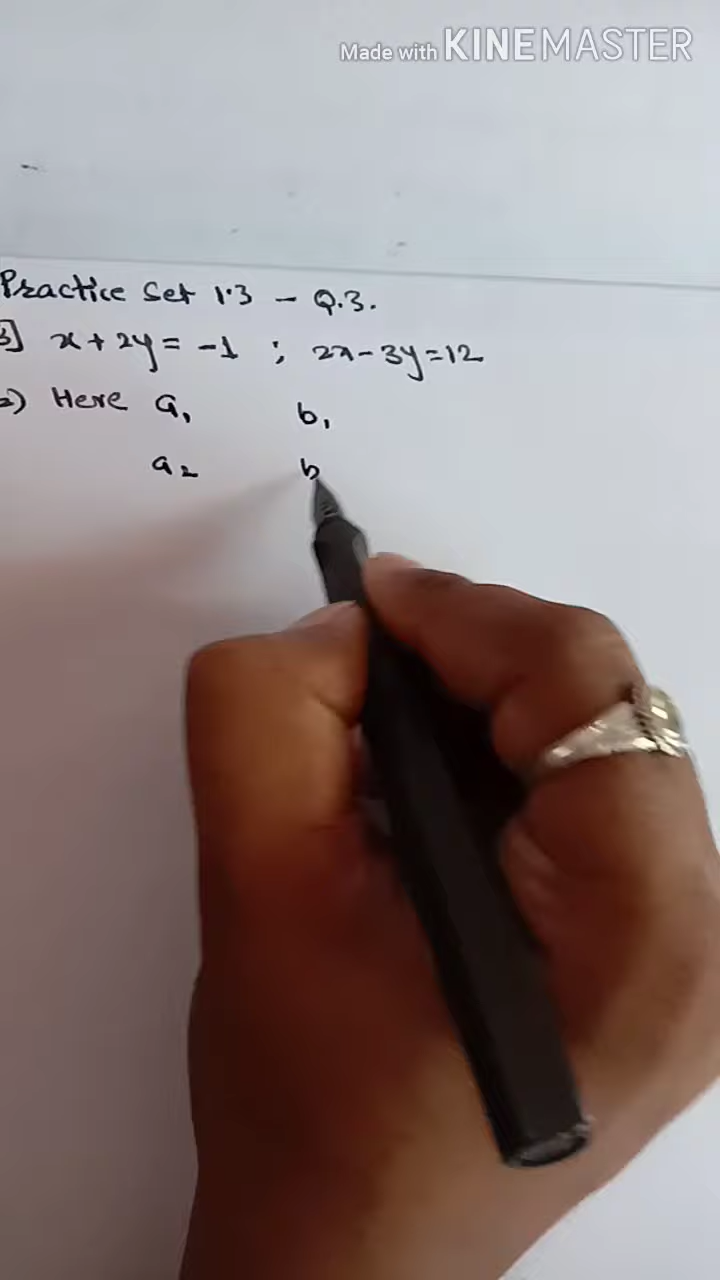 Made with KINEMASTER
Practice Set 1.3 - Q.3.
3] x + 2y = -1 ; 2x - 3y = 12
Here a₁ b₁
a₂ b